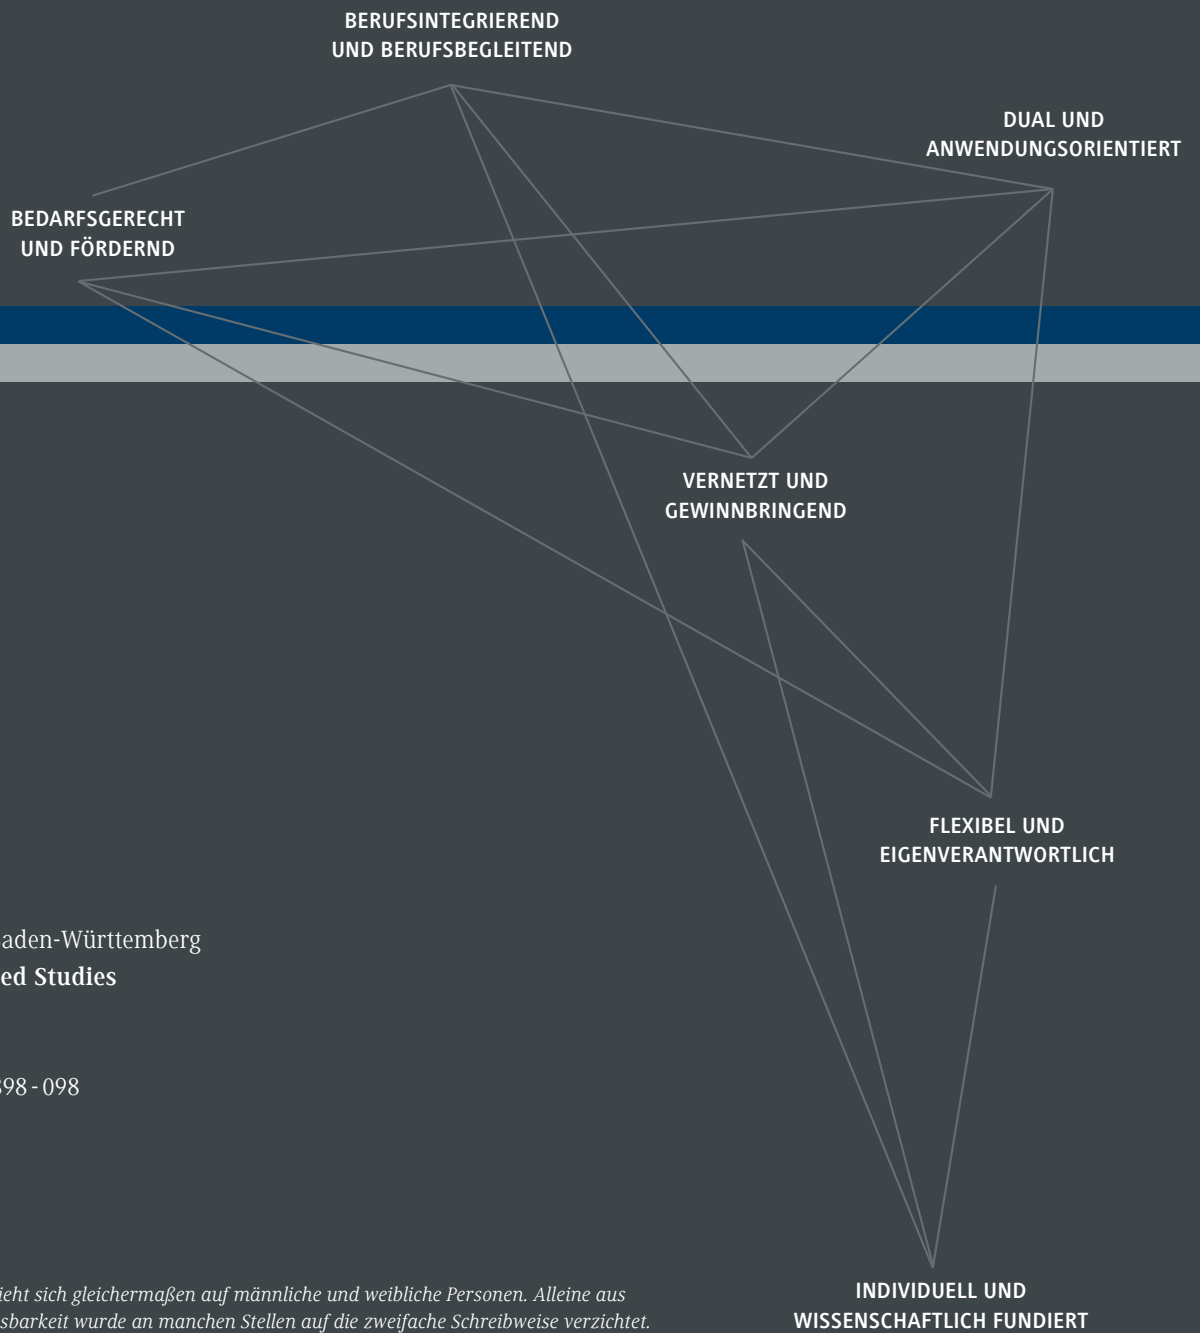 BERUFSINTEGRIEREND
UND BERUFSBEGLEITEND
DUAL UND
ANWENDUNGSORIENTIERT
BEDARFSGERECHT
UND FÖRDERND
VERNETZT UND
GEWINNBRINGEND
FLEXIBEL UND
EIGENVERANTWORTLICH
aden-Württemberg
ed Studies
98 - 098
ieht sich gleichermaßen auf männliche und weibliche Personen. Alleine aus
sbarkeit wurde an manchen Stellen auf die zweifache Schreibweise verzichtet.
INDIVIDUELL UND
WISSENSCHAFTLICH FUNDIERT